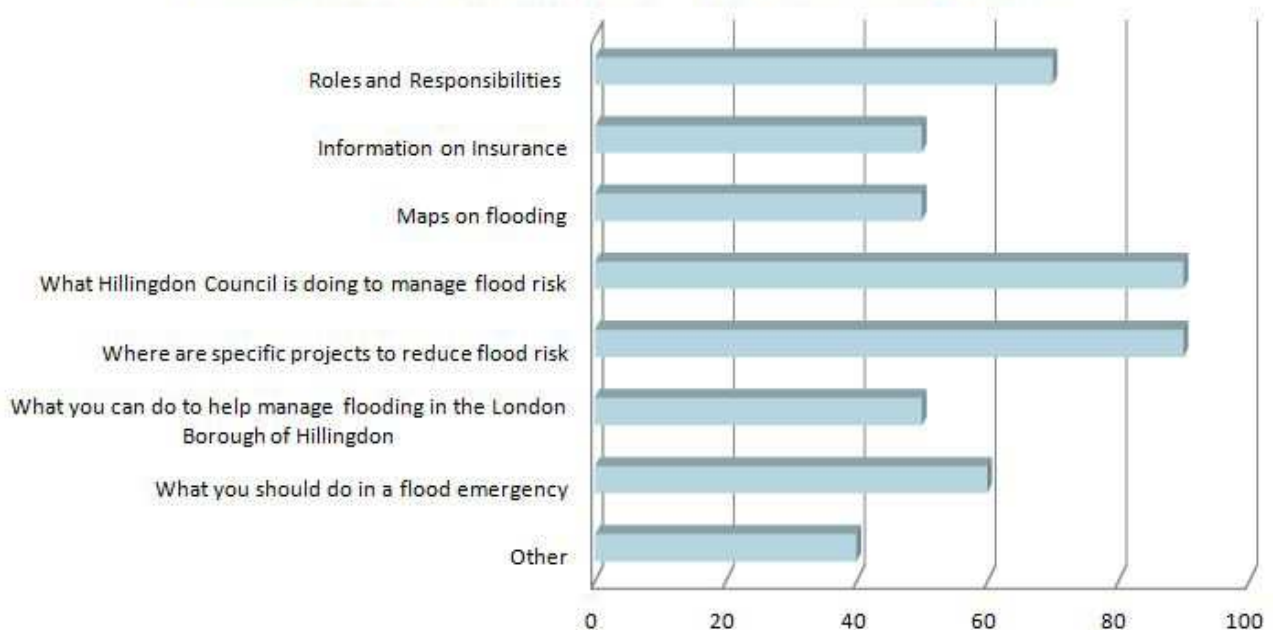 Roles and Responsibilities
Information on Insurance
Maps on flooding
What Hillingdon Council is doing to manage flood risk
Where are specific projects to reduce flood risk
What you can do to help manage flooding in the London
Borough of Hillingdon
What you should do in a flood emergency
Other
0 20 40 60 80 100